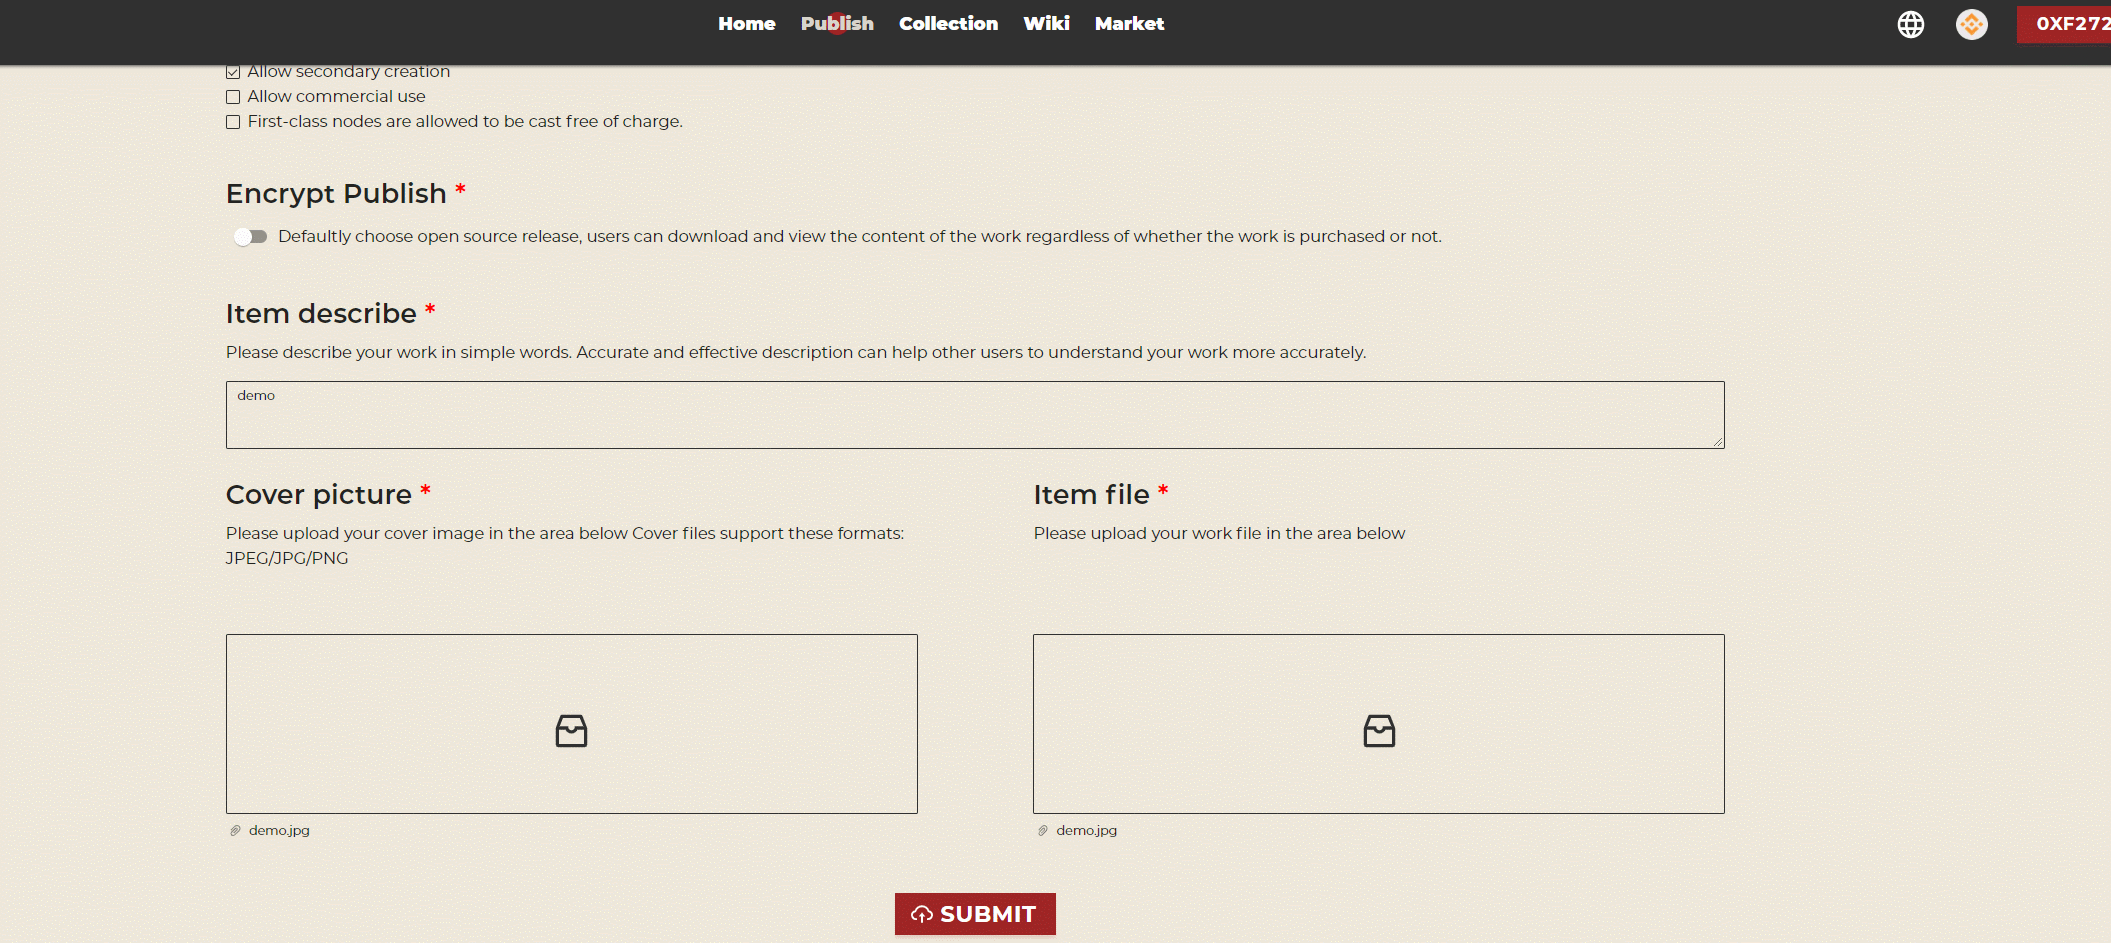 Home Publish Collection Wiki Market
0XF272
Allow secondary creation
Allow commercial use
First-class nodes are allowed to be cast free of charge.
Encrypt Publish *
Defaultly choose open source release, users can download and view the content of the work regardless of whether the work is purchased or not.
Item describe *
Please describe your work in simple words. Accurate and effective description can help other users to understand your work more accurately.
demo
Cover picture *
Please upload your cover image in the area below Cover files support these formats:
JPEG/JPG/PNG
Item file *
Please upload your work file in the area below
demo.jpg
demo.jpg
SUBMIT